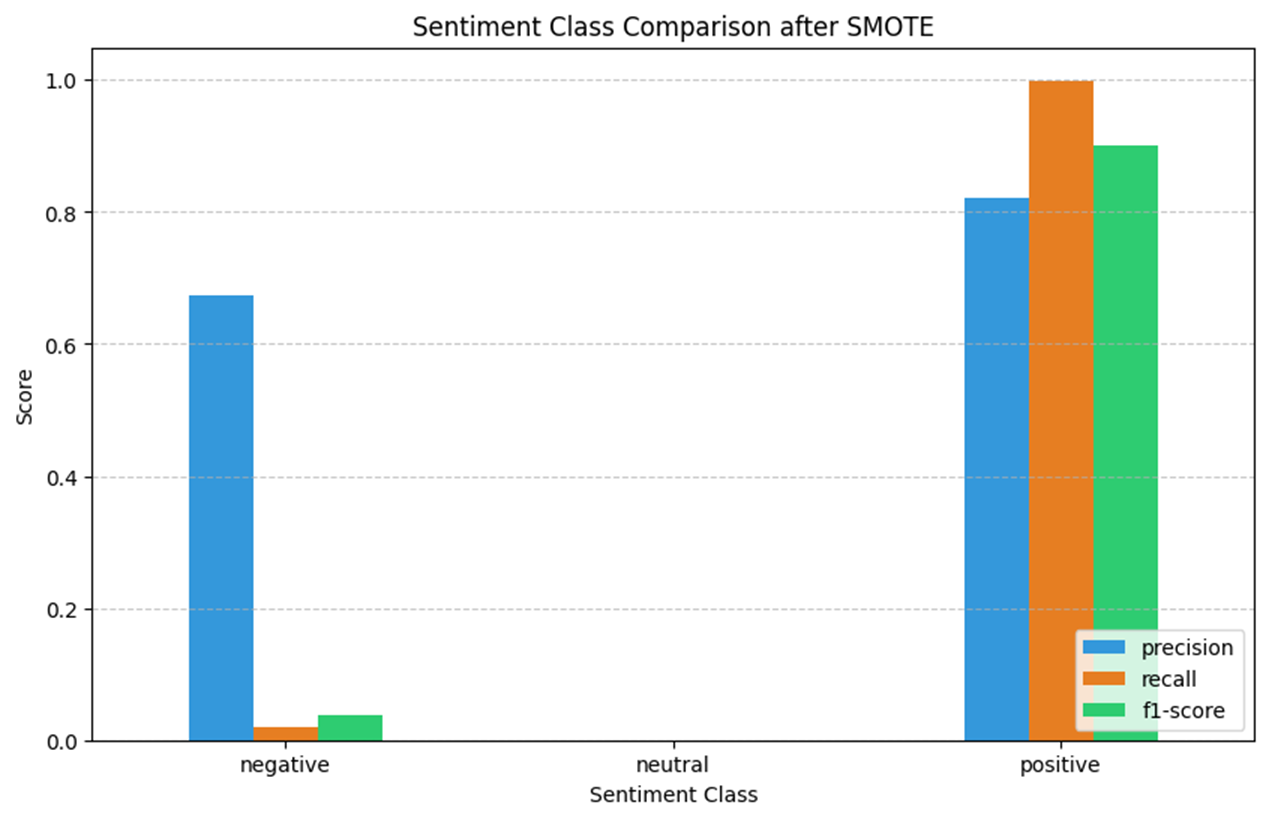 Sentiment Class Comparison after SMOTE
1.0
0.8
0.6
0.4
0.2
0.0
Score
negative
neutral
positive
Sentiment Class
precision
recall
f1-score